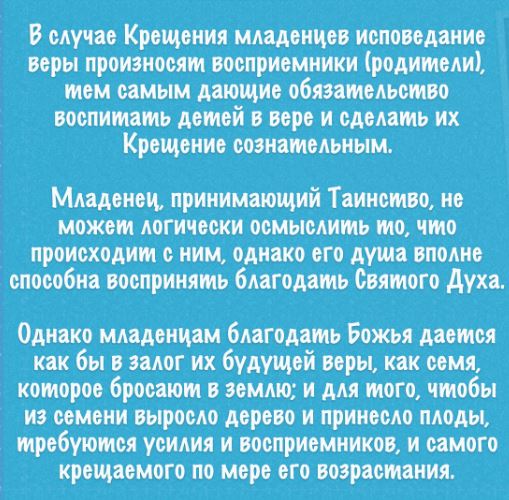 В случае Крещения младенцев исповедание
веры произносят восприемники (родители),
тем самым дающие обязательство
воспитать детей в вере и сделать их
Крещение сознательным.
Младенец, принимающий Таинство, не
может логически осмыслить то, что
происходит с ним, однако его душа вполне
способна воспринять благодать Святого Духа.
Однако младенцам благодать Божья дается
как бы в залог их будущей веры, как семя,
которое бросают в землю; и для того, чтобы
из семени выросло дерево и принесло плоды,
требуются усилия и восприемников, и самого
крещаемого по мере его возрастания.